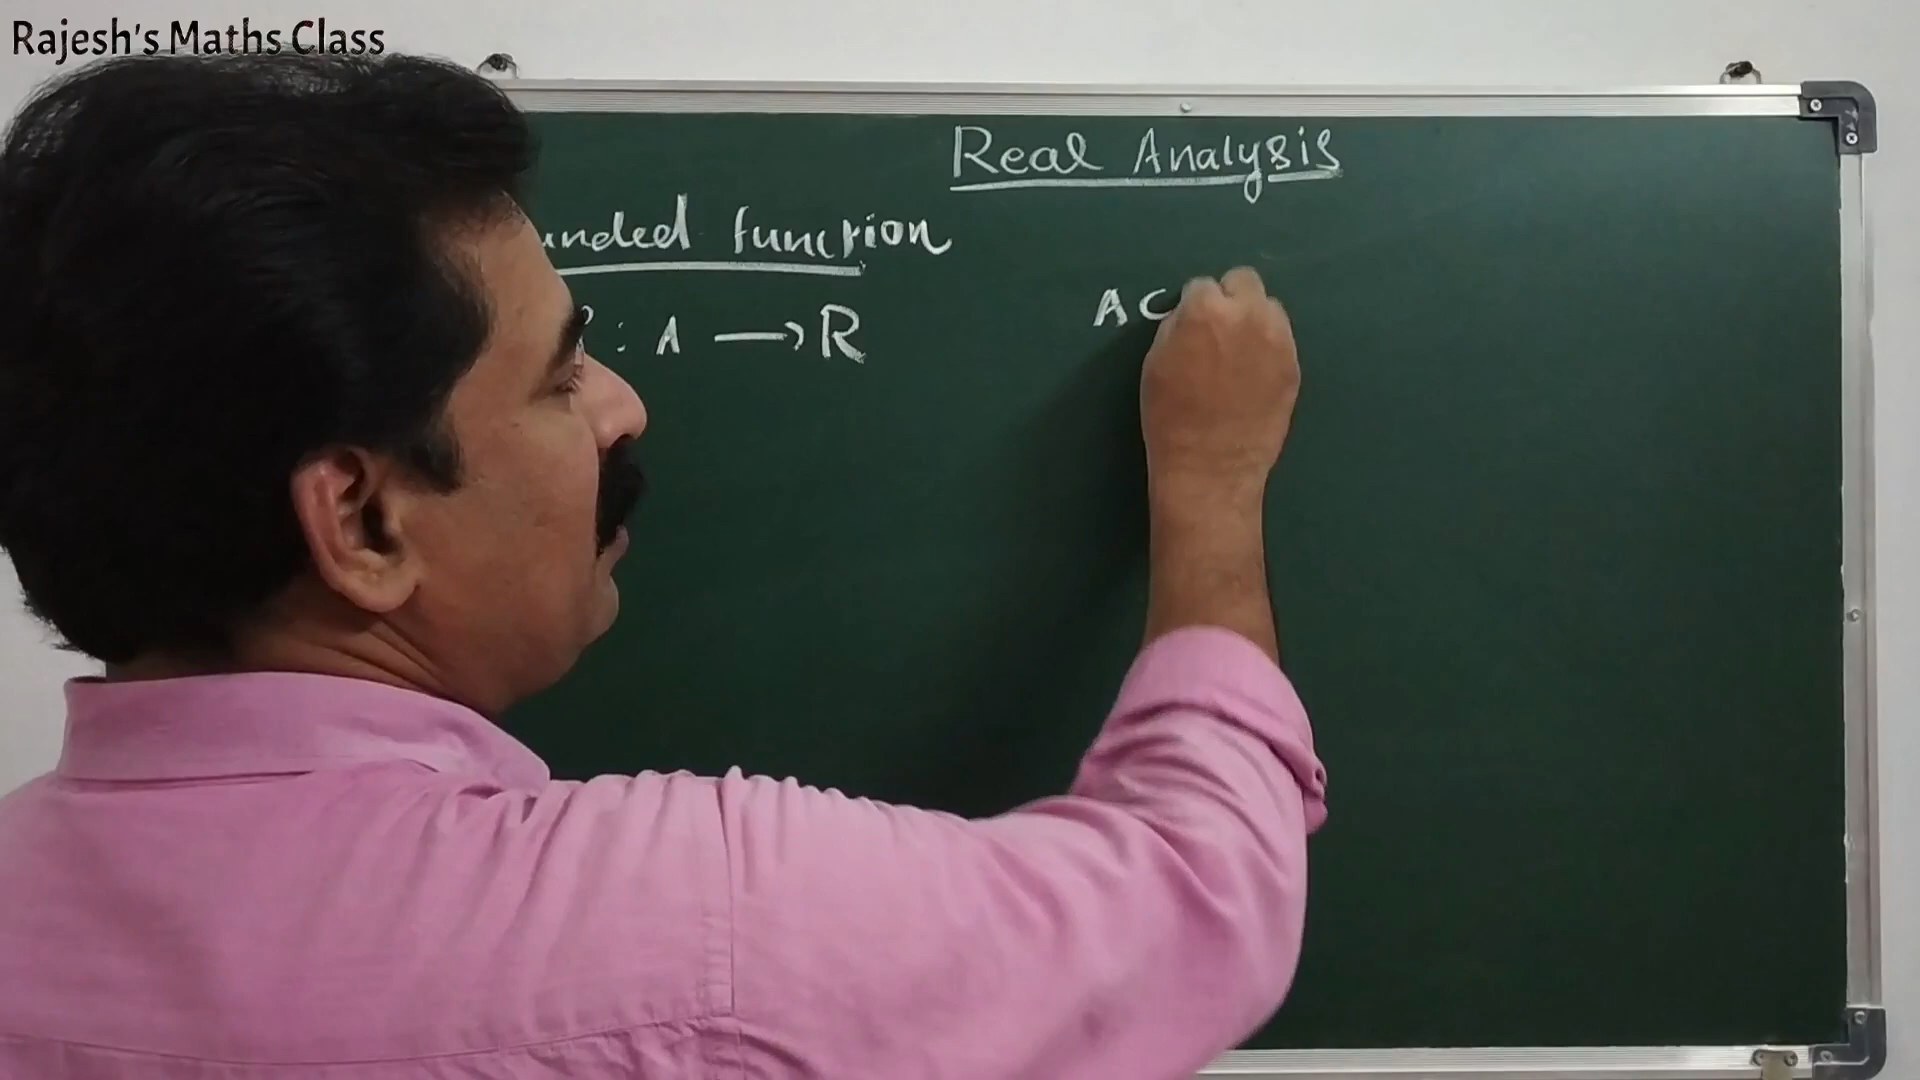 Rajesh's Maths Class
Real Analysis
unded function
: A → R
A ⊂